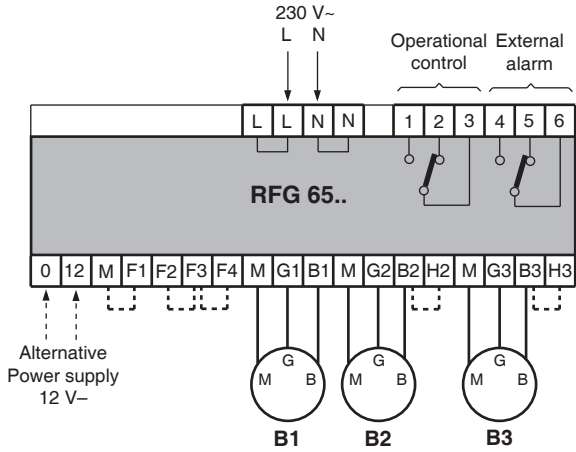 230 V~
L N
Operational control
External alarm
L L N N 1 2 3 4 5 6
RFG 65..
0 12 M F1 F2 F3 F4 M G1 B1 M G2 B2 H2 M G3 B3 H3
Alternative
Power supply
12 V–
M G B
M G B
M G B
B1 B2 B3